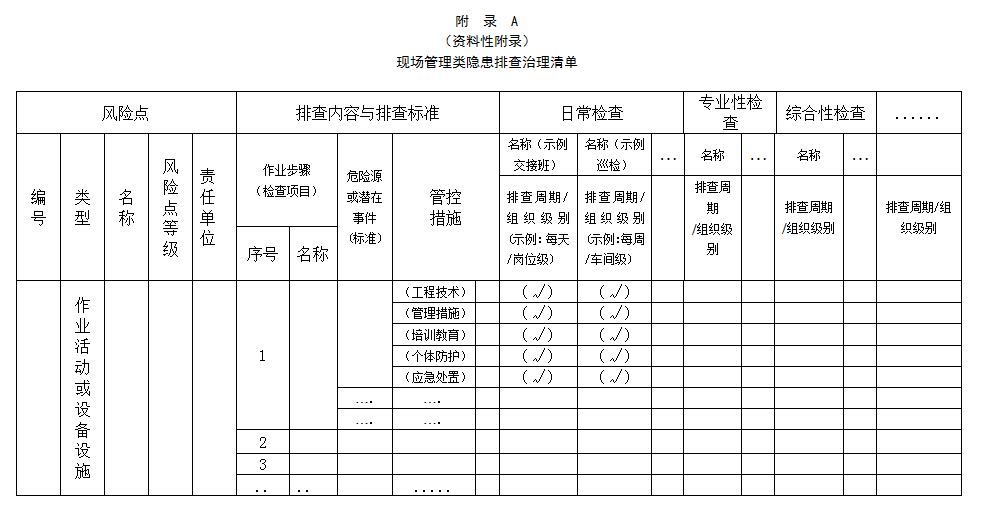 附 录 A
（资料性附录）
现场管理类隐患排查治理清单
风险点 排查内容与排查标准 日常检查 专业性检查 综合性检查 ......
编号 类型 名称 风险点等级 责任单位 作业步骤（检查项目） 危险源或潜在事件（标准） 管控措施 名称（示例交接班） 名称（示例巡检） ... 名称 ... 名称 ...
序号 名称 排查周期/组织级别（示例：每天/岗位级） 排查周期/组织级别（示例：每周/车间级） 排查周期/组织级别 排查周期/组织级别 排查周期/组织级别
作业活动或设备设施 1 （工程技术） （√） （√）
（管理措施） （√） （√）
（培训教育） （√） （√）
（个体防护） （√） （√）
（应急处置） （√） （√）
.... ....
.... ....
2
3
.. .. .....